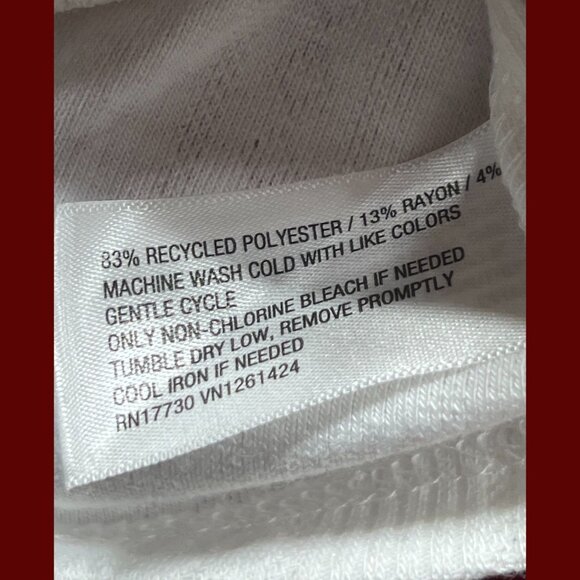 83% RECYCLED POLYESTER / 13% RAYON / 4%
MACHINE WASH COLD WITH LIKE COLORS
GENTLE CYCLE
ONLY NON-CHLORINE BLEACH IF NEEDED
TUMBLE DRY LOW, REMOVE PROMPTLY
COOL IRON IF NEEDED
RN17730 VN1261424